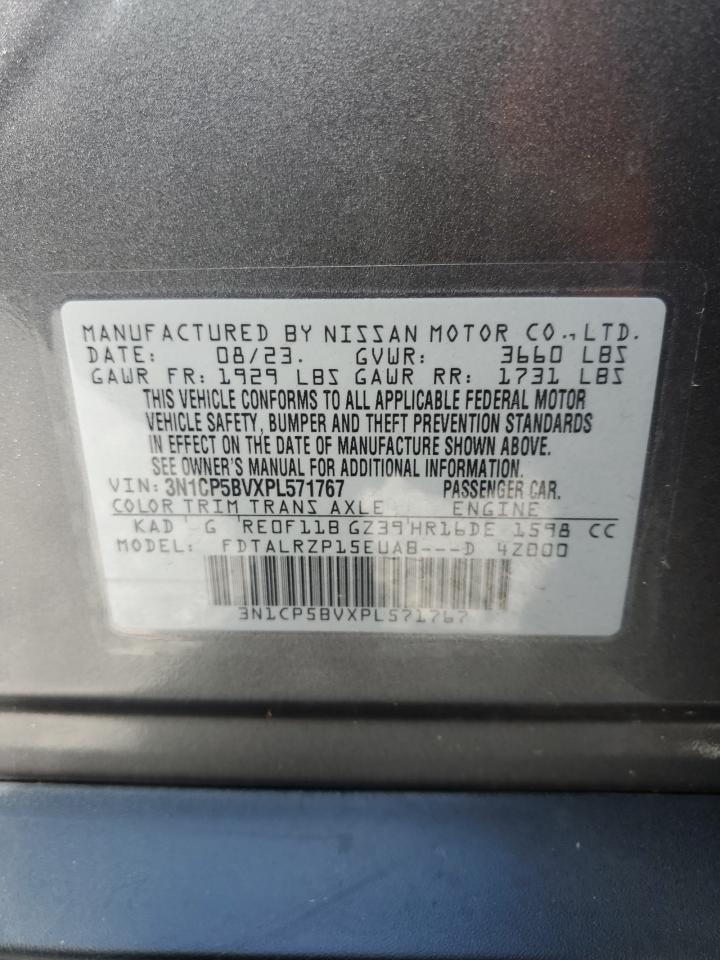 MANUFACTURED BY NISSAN MOTOR CO., LTD.
DATE: 08/23. GVWR: 3660 LBS
GAWR FR: 1929 LBS GAWR RR: 1731 LBS
THIS VEHICLE CONFORMS TO ALL APPLICABLE FEDERAL MOTOR
VEHICLE SAFETY, BUMPER AND THEFT PREVENTION STANDARDS
IN EFFECT ON THE DATE OF MANUFACTURE SHOWN ABOVE.
SEE OWNER'S MANUAL FOR ADDITIONAL INFORMATION.
VIN: 3N1CP5BVXPL571767 PASSENGER CAR.
COLOR TRIM TRANS AXLE ENGINE
KAD G RE0F11B GZ39 HR16DE 1598 CC
MODEL: FDTALRZP15EUAB---D 4Z000
3N1CP5BVXPL571767